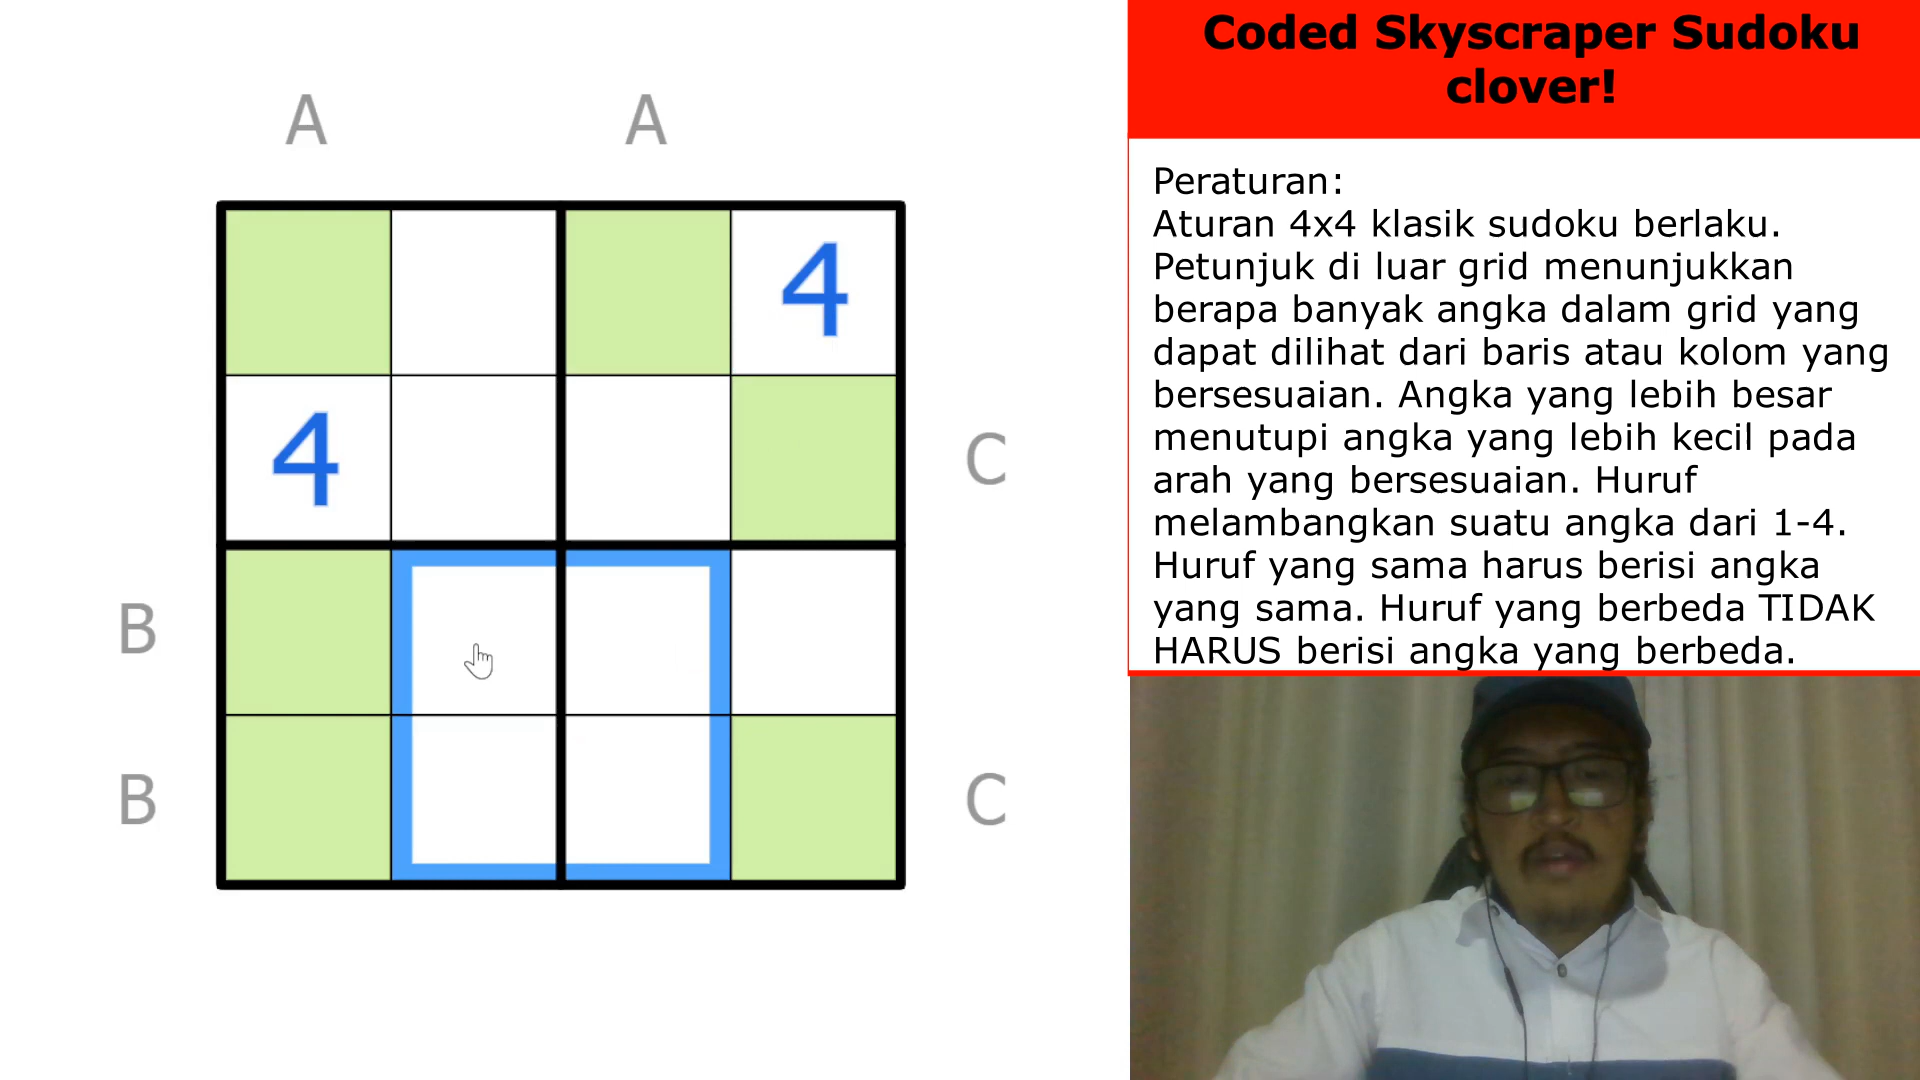 Coded Skyscraper Sudoku
clover!
A A
4
4
C
B
B C
Peraturan:
Aturan 4x4 klasik sudoku berlaku.
Petunjuk di luar grid menunjukkan
berapa banyak angka dalam grid yang
dapat dilihat dari baris atau kolom yang
bersesuaian. Angka yang lebih besar
menutupi angka yang lebih kecil pada
arah yang bersesuaian. Huruf
melambangkan suatu angka dari 1-4.
Huruf yang sama harus berisi angka
yang sama. Huruf yang berbeda TIDAK
HARUS berisi angka yang berbeda.